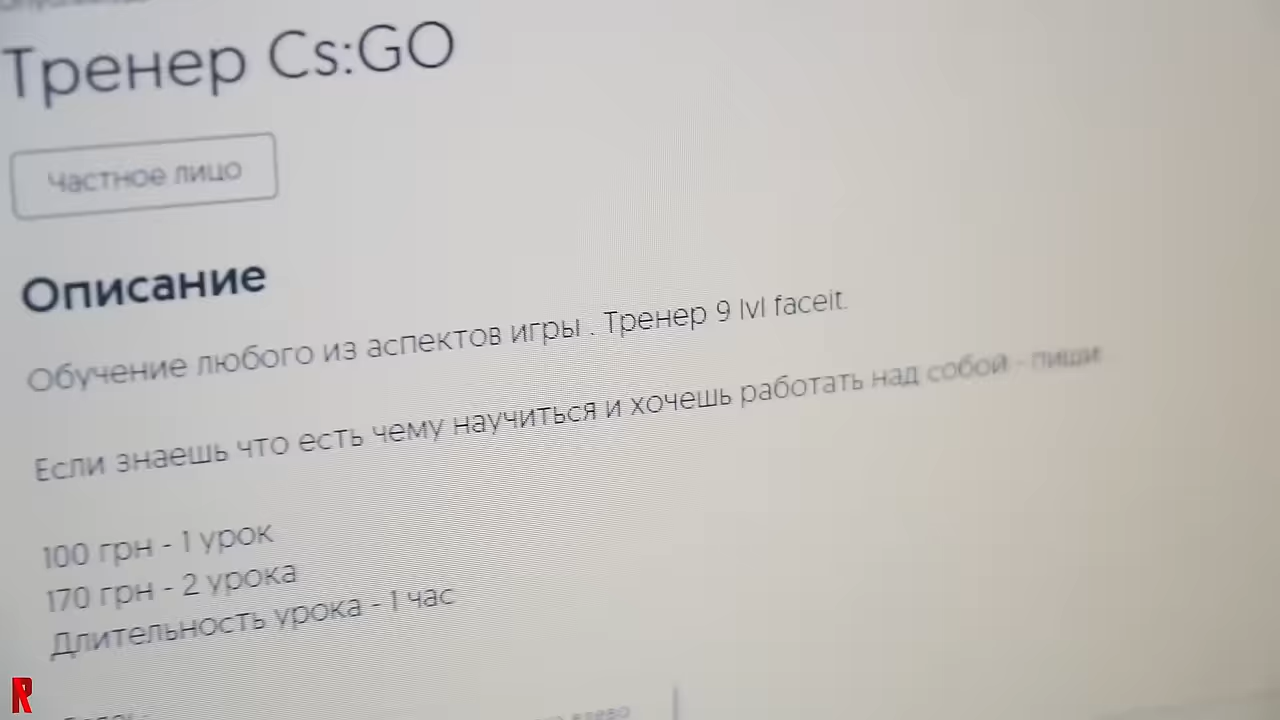 Тренер Cs:GO
Частное лицо
Описание
Обучение любого из аспектов игры . Тренер 9 lvl faceit.
Если знаешь что есть чему научиться и хочешь работать над собой - пиши
100 грн - 1 урок
170 грн - 2 урока
Длительность урока - 1 час